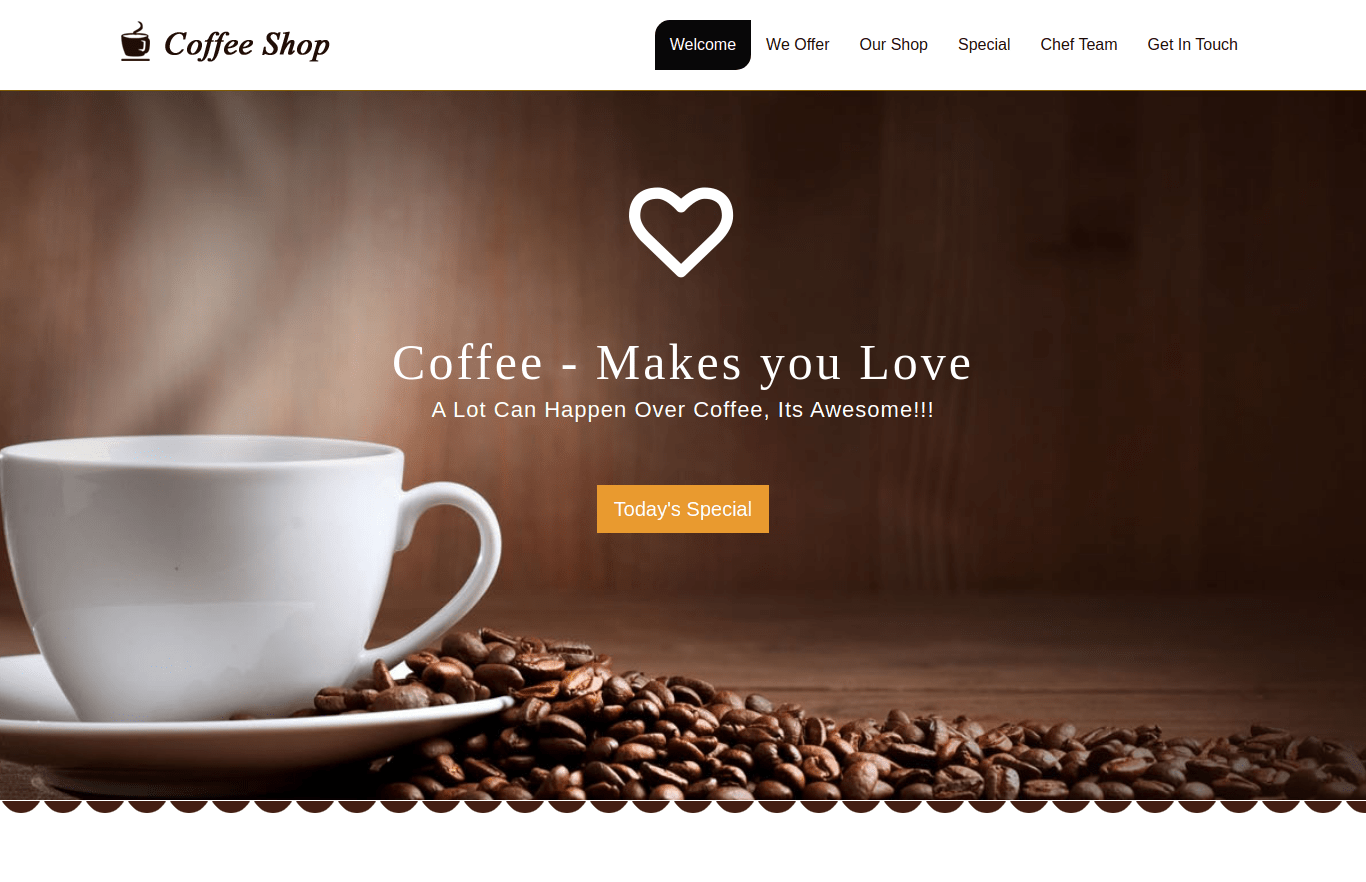 Coffee Shop
Welcome We Offer Our Shop Special Chef Team Get In Touch
Coffee - Makes you Love
A Lot Can Happen Over Coffee, Its Awesome!!!
Today's Special